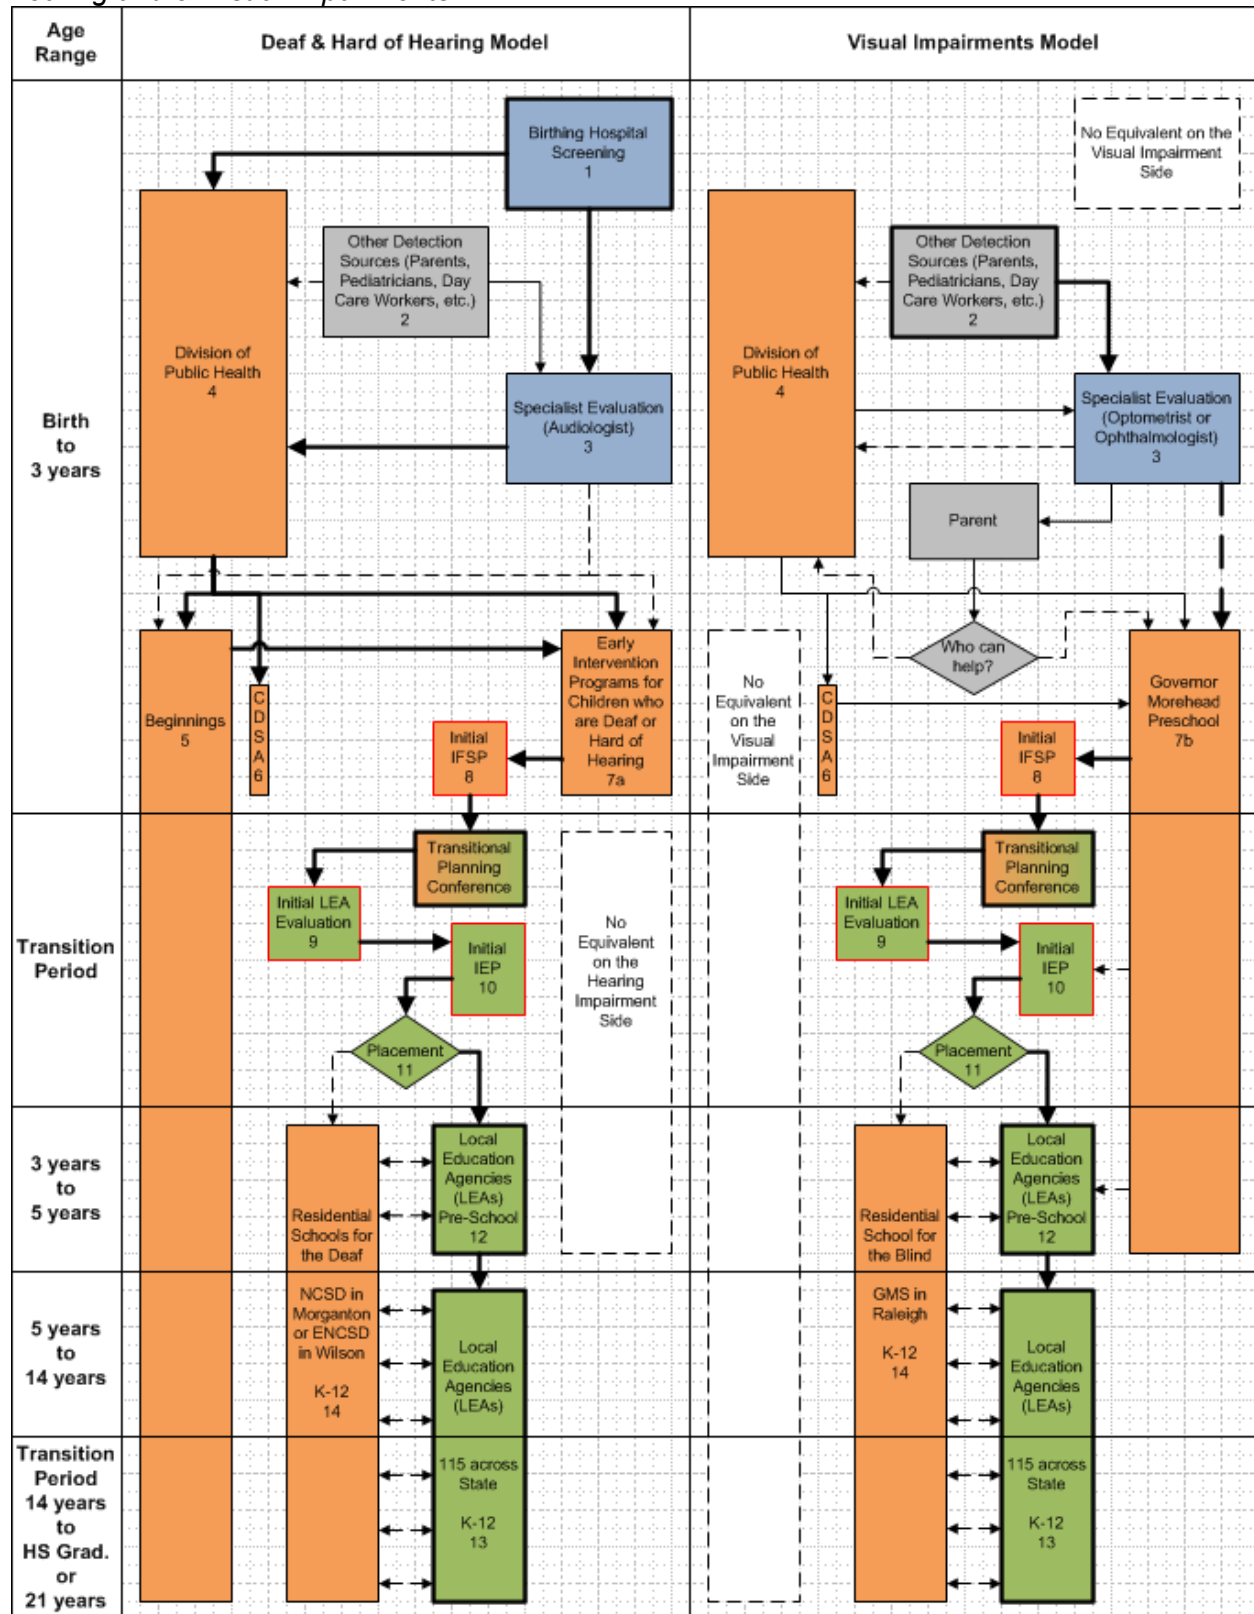 Age
Range
Deaf & Hard of Hearing Model
Visual Impairments Model
Birth
to
3 years
Birthing Hospital
Screening
1
Other Detection
Sources (Parents,
Pediatricians, Day
Care Workers, etc.)
2
Division of
Public Health
4
Specialist Evaluation
(Audiologist)
3
Beginnings
5
C
D
S
A
6
Initial
IFSP
8
Early
Intervention
Programs for
Children who
are Deaf or
Hard of
Hearing
7a
No Equivalent on the
Visual Impairment
Side
Other Detection
Sources (Parents,
Pediatricians, Day
Care Workers, etc.)
2
Division of
Public Health
4
Specialist Evaluation
(Optometrist or
Ophthalmologist)
3
Parent
Who can
help?
No
Equivalent
on the
Visual
Impairment
Side
C
D
S
A
6
Initial
IFSP
8
Governor
Morehead
Preschool
7b
Transition
Period
Transitional
Planning
Conference
Initial LEA
Evaluation
9
Initial
IEP
10
Placement
11
No
Equivalent
on the
Hearing
Impairment
Side
Transitional
Planning
Conference
Initial LEA
Evaluation
9
Initial
IEP
10
Placement
11
3 years
to
5 years
Residential
Schools for
the Deaf
Local
Education
Agencies
(LEAs)
Pre-School
12
Residential
School for
the Blind
Local
Education
Agencies
(LEAs)
Pre-School
12
5 years
to
14 years
NCSD in
Morganton
or ENCSD
in Wilson
K-12
14
Local
Education
Agencies
(LEAs)
GMS in
Raleigh
K-12
14
Local
Education
Agencies
(LEAs)
Transition
Period
14 years
to
HS Grad.
or
21 years
115 across
State
K-12
13
115 across
State
K-12
13